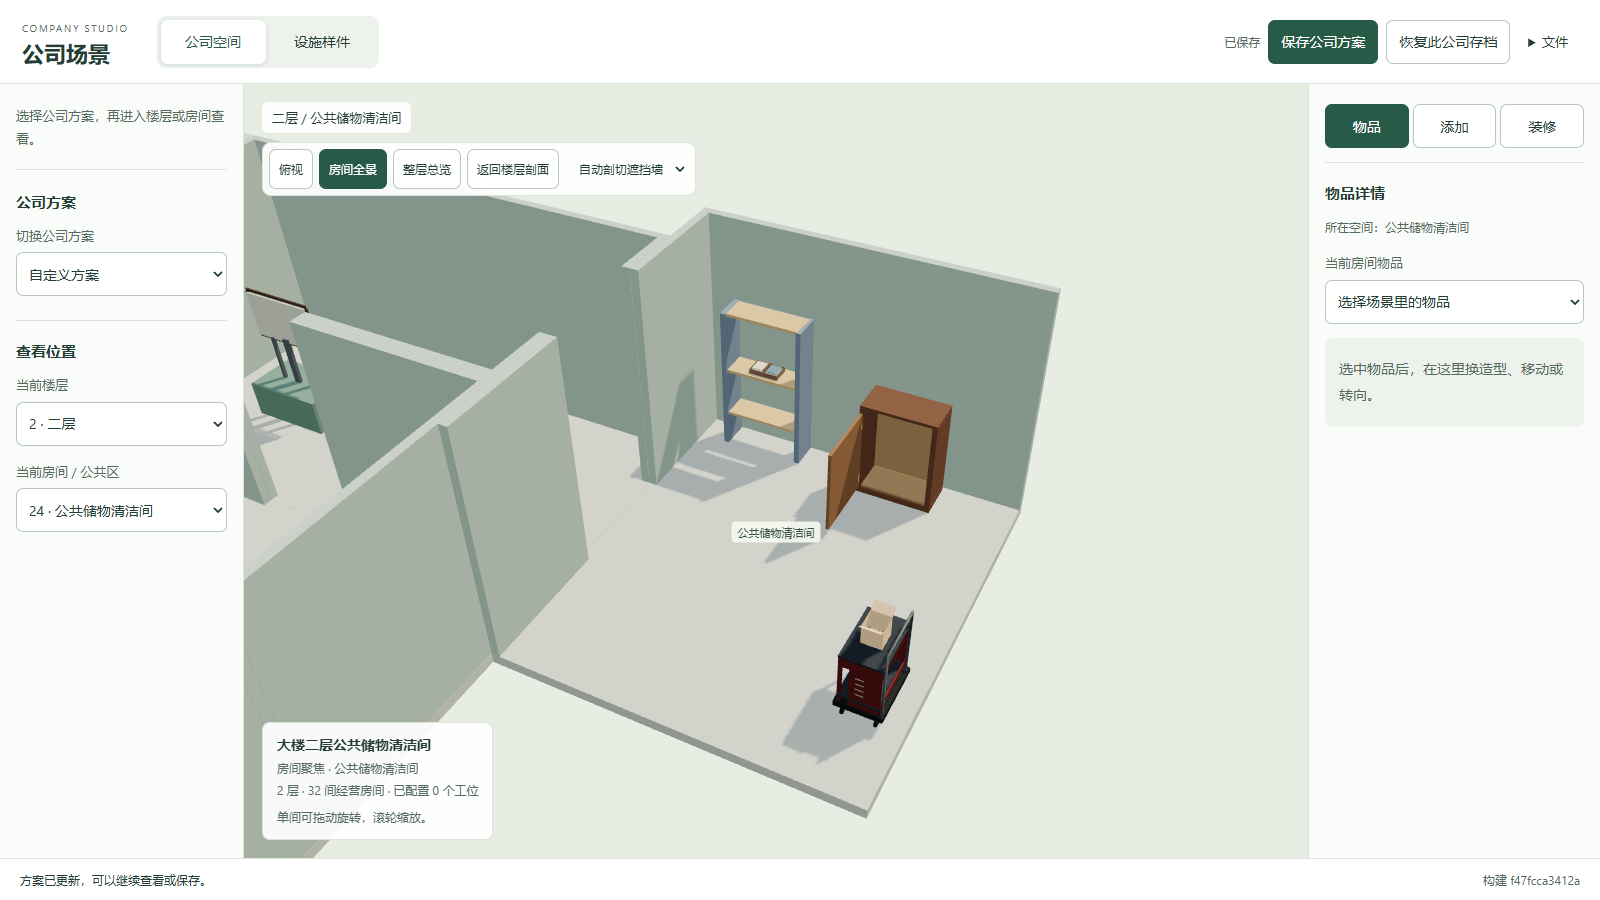 COMPANY STUDIO
公司场景
公司空间
设施样件
已保存
保存公司方案
恢复此公司存档
文件
选择公司方案，再进入楼层或房间查
看。
公司方案
切换公司方案
自定义方案
查看位置
当前楼层
2 · 二层
当前房间 / 公共区
24 · 公共储物清洁间
二层 / 公共储物清洁间
俯视
房间全景
整层总览
返回楼层剖面
自动剖切遮挡墙
公共储物清洁间
大楼二层公共储物清洁间
房间聚焦 · 公共储物清洁间
2 层 · 32 间经营房间 · 已配置 0 个工位
单间可拖动旋转，滚轮缩放。
物品
添加
装修
物品详情
所在空间：公共储物清洁间
当前房间物品
选择场景里的物品
选中物品后，在这里换造型、移动或
转向。
方案已更新，可以继续查看或保存。
构建 f47fcca3412a